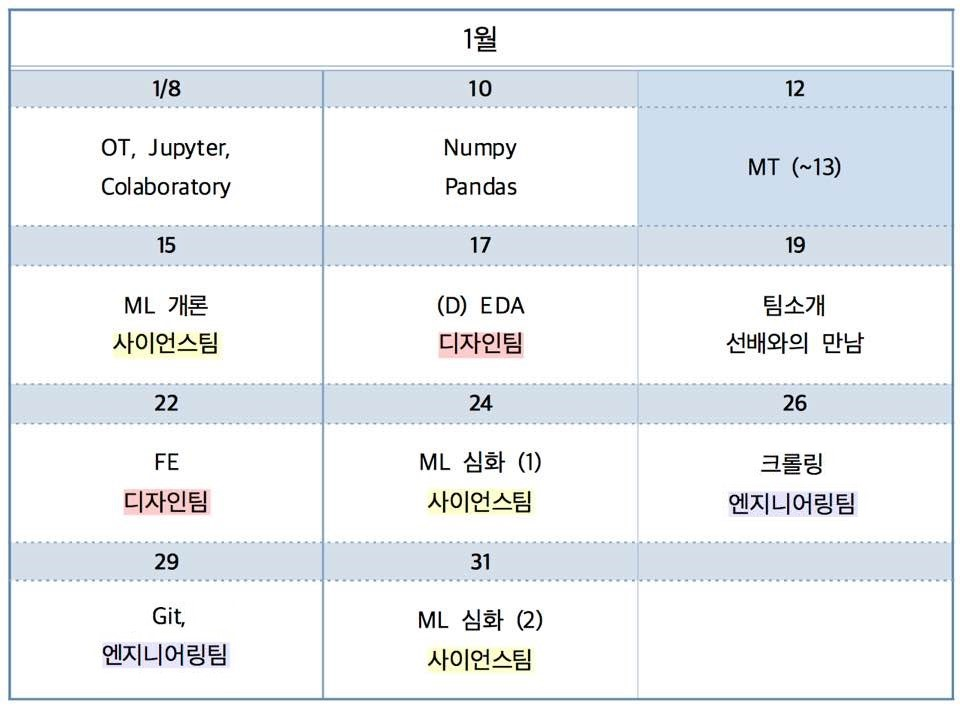 1월
1/8
10
12
OT, Jupyter,
Colaboratory
Numpy
Pandas
MT (~13)
15
17
19
ML 개론
사이언스팀
(D) EDA
디자인팀
팀소개
선배와의 만남
22
24
26
FE
디자인팀
ML 심화 (1)
사이언스팀
크롤링
엔지니어링팀
29
31
Git,
엔지니어링팀
ML 심화 (2)
사이언스팀